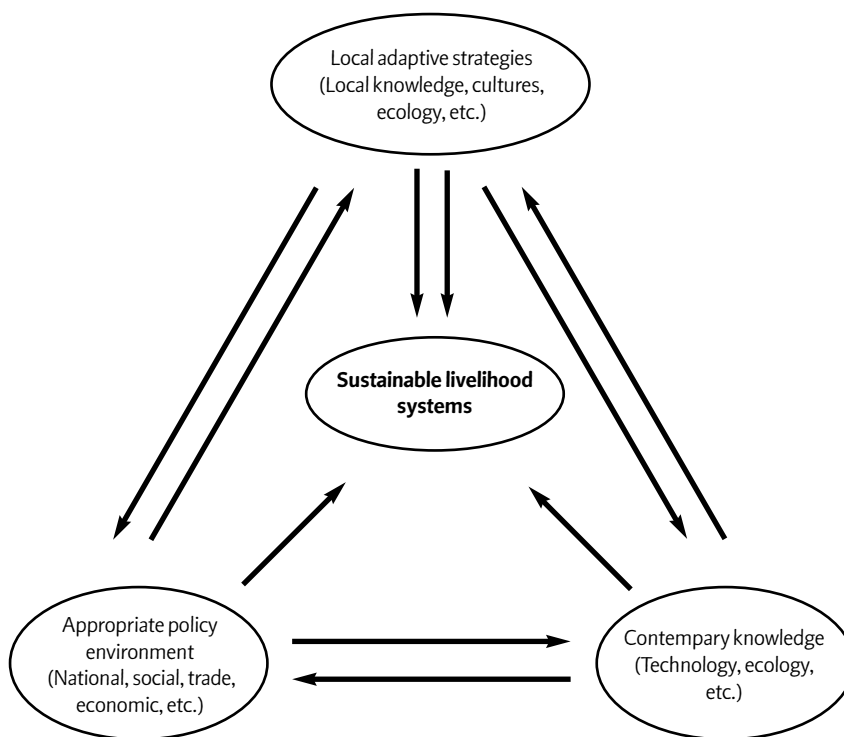 Local adaptive strategies
(Local knowledge, cultures,
ecology, etc.)
Sustainable livelihood
systems
Appropriate policy
environment
(National, social, trade,
economic, etc.)
Contempary knowledge
(Technology, ecology,
etc.)